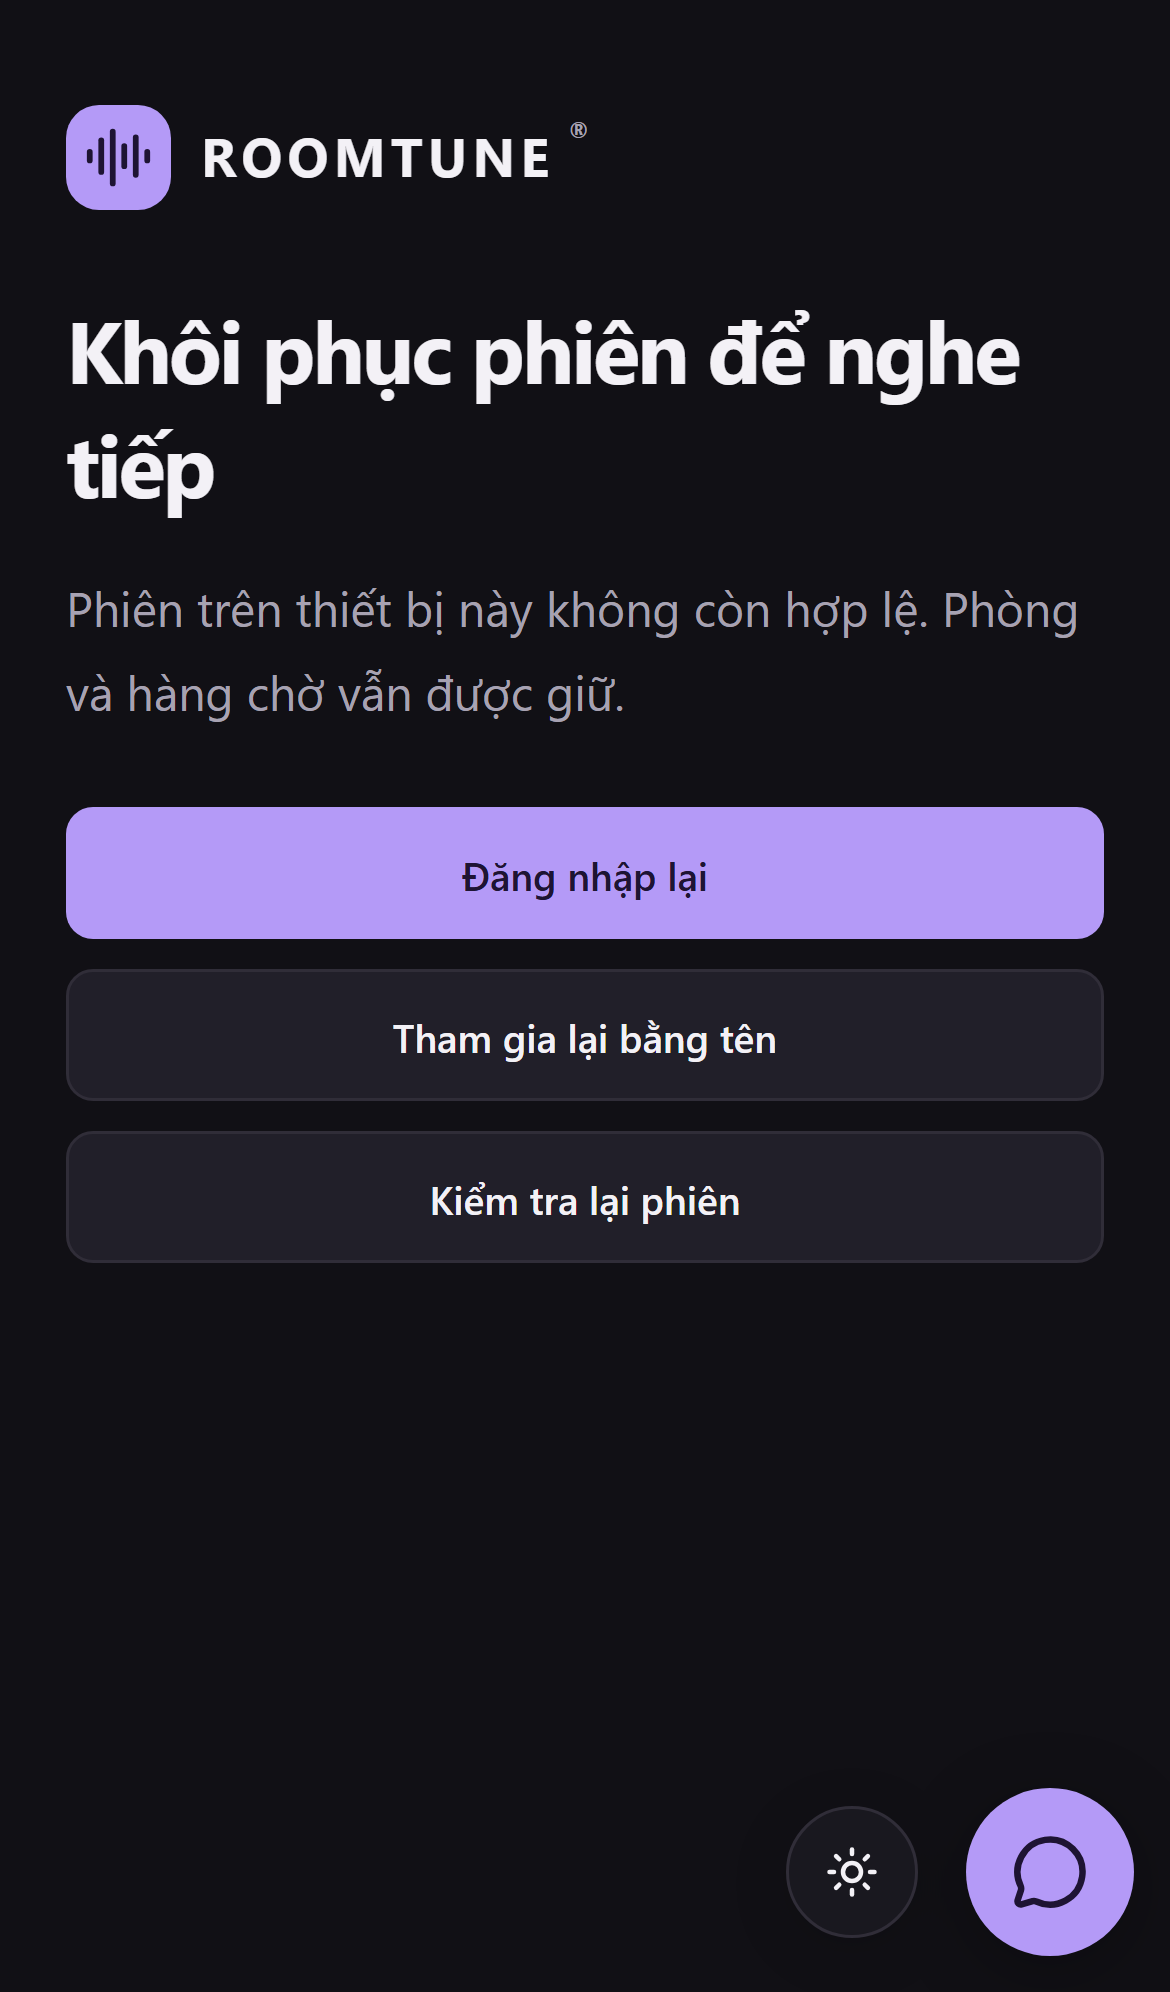 ROOMTUNE ®
Khôi phục phiên để nghe
tiếp
Phiên trên thiết bị này không còn hợp lệ. Phòng
và hàng chờ vẫn được giữ.
Đăng nhập lại
Tham gia lại bằng tên
Kiểm tra lại phiên